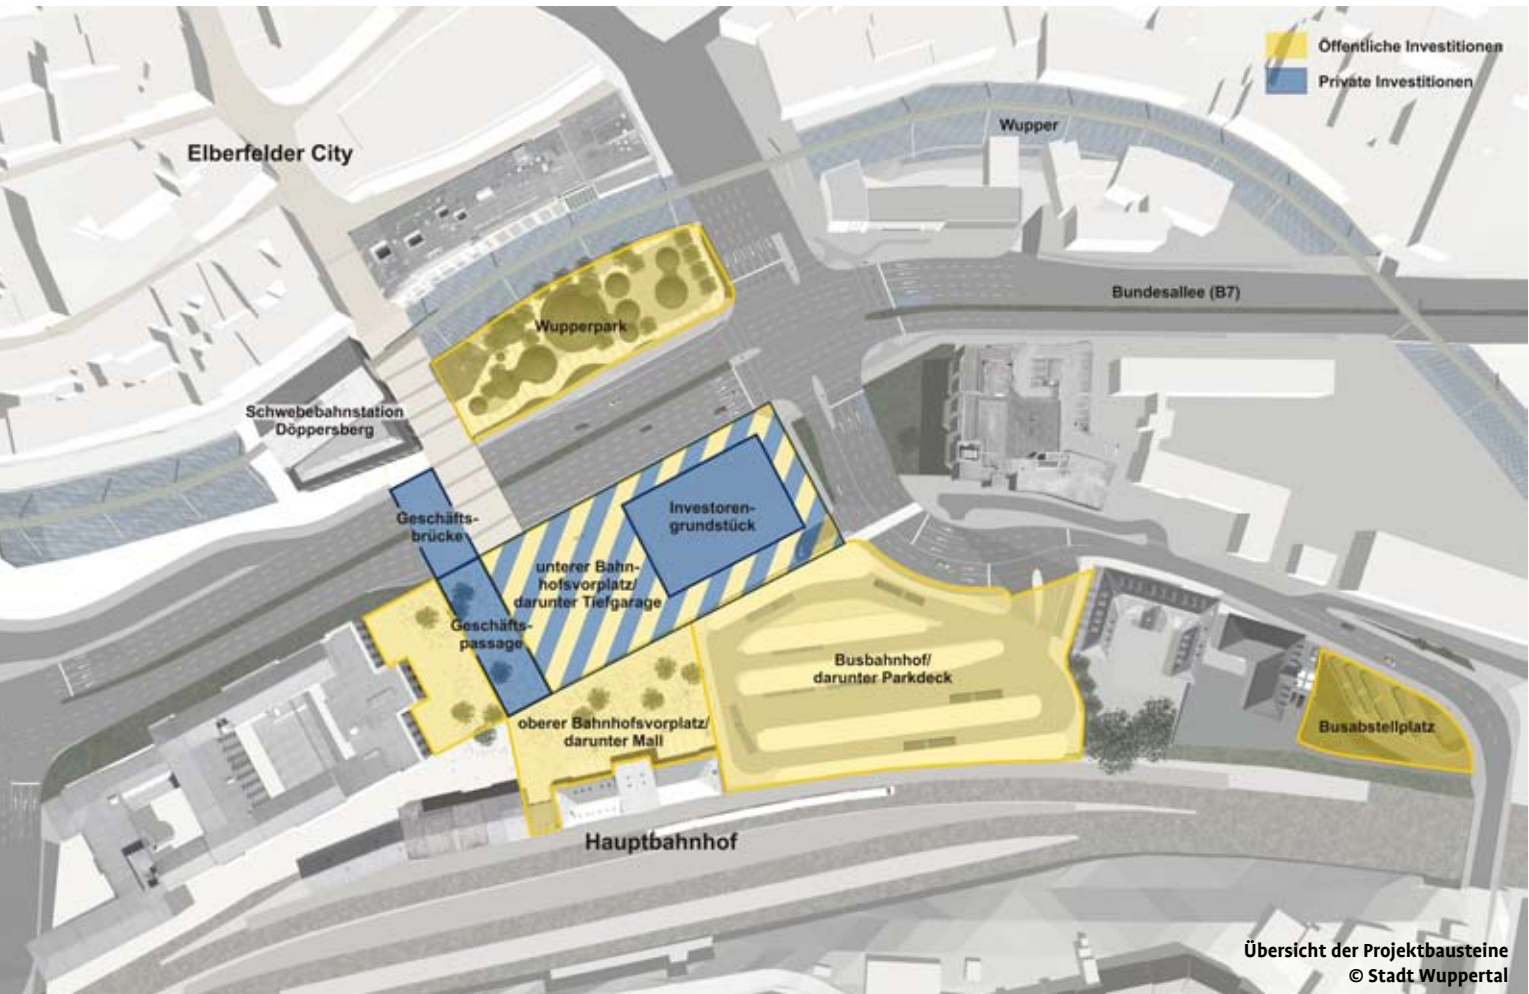 Öffentliche Investitionen
Private Investitionen
Wupper
Elberfelder City
Bundesallee (B7)
Wupperpark
Schwebebahnstation
Döppersberg
Investoren-
grundstück
Geschäfts-
brücke
unterer Bahn-
hofsvorplatz/
darunter Tiefgarage
Geschäfts-
passage
Busbahnhof/
darunter Parkdeck
oberer Bahnhofsvorplatz/
darunter Mall
Busabstellplatz
Hauptbahnhof
Übersicht der Projektbausteine
© Stadt Wuppertal